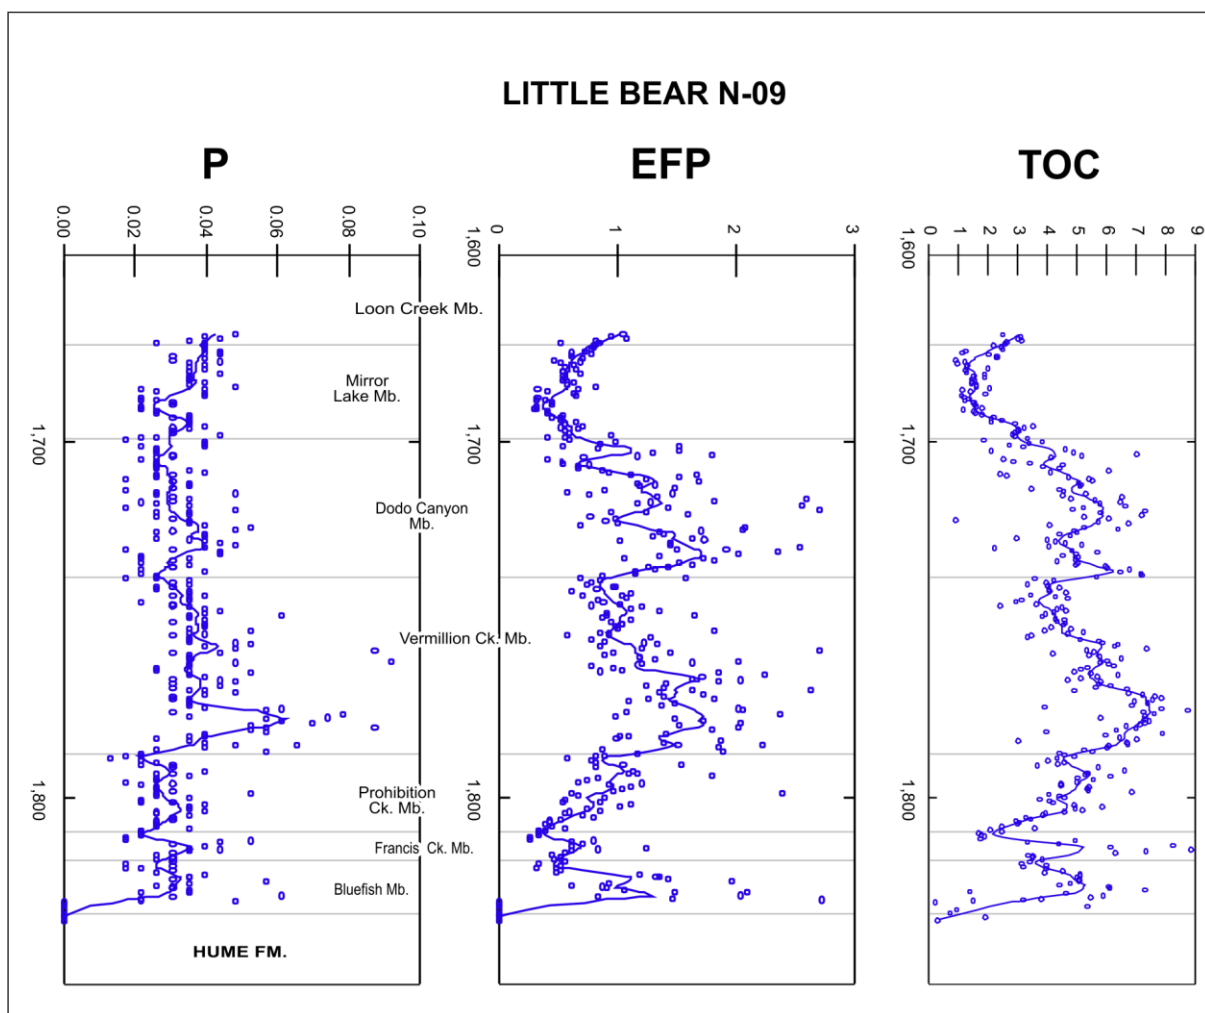 LITTLE BEAR N-09
P
EFP
TOC
0.00
0.02
0.04
0.06
0.08
0.10
0
1
2
3
0
1
2
3
4
5
6
7
8
9
1,600
1,600
1,600
Loon Creek Mb.
Mirror
Lake Mb.
1,700
1,700
1,700
Dodo Canyon
Mb.
Vermillion Ck. Mb.
Prohibition
Ck. Mb.
1,800
1,800
1,800
Francis Ck. Mb.
Bluefish Mb.
HUME FM.